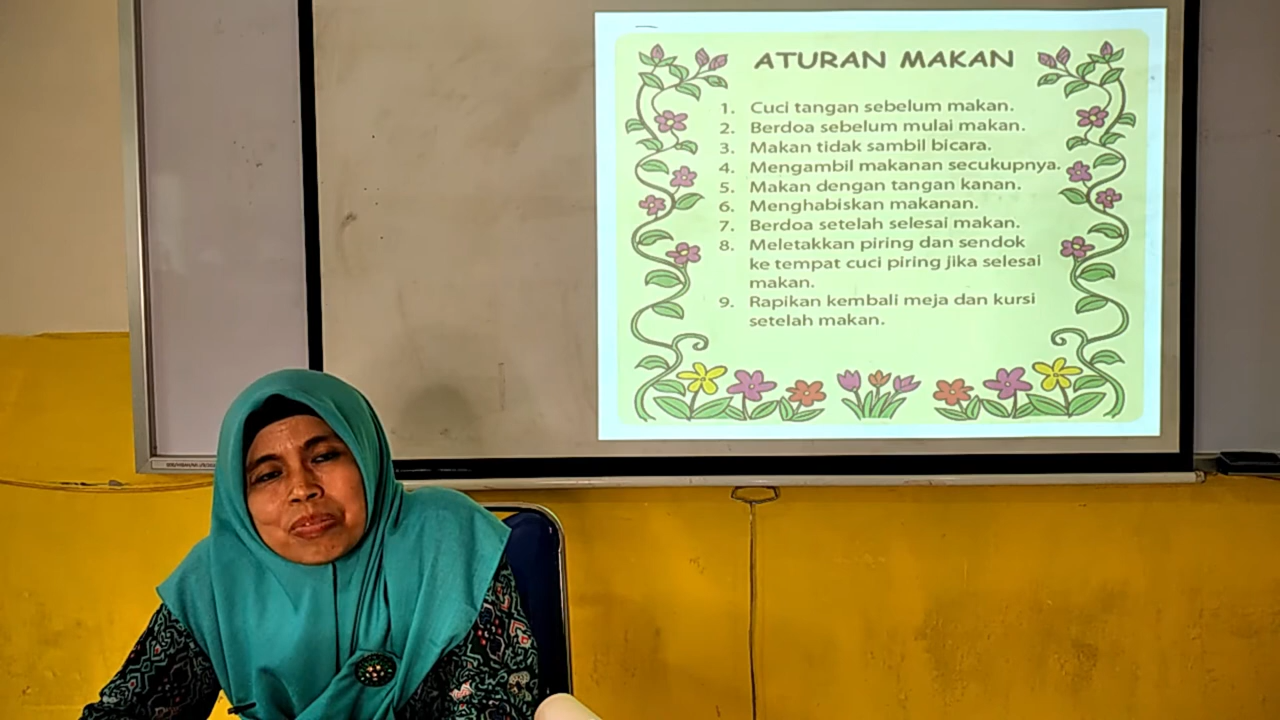 ATURAN MAKAN
1. Cuci tangan sebelum makan.
2. Berdoa sebelum mulai makan.
3. Makan tidak sambil bicara.
4. Mengambil makanan secukupnya.
5. Makan dengan tangan kanan.
6. Menghabiskan makanan.
7. Berdoa setelah selesai makan.
8. Meletakkan piring dan sendok
ke tempat cuci piring jika selesai
makan.
9. Rapikan kembali meja dan kursi
setelah makan.